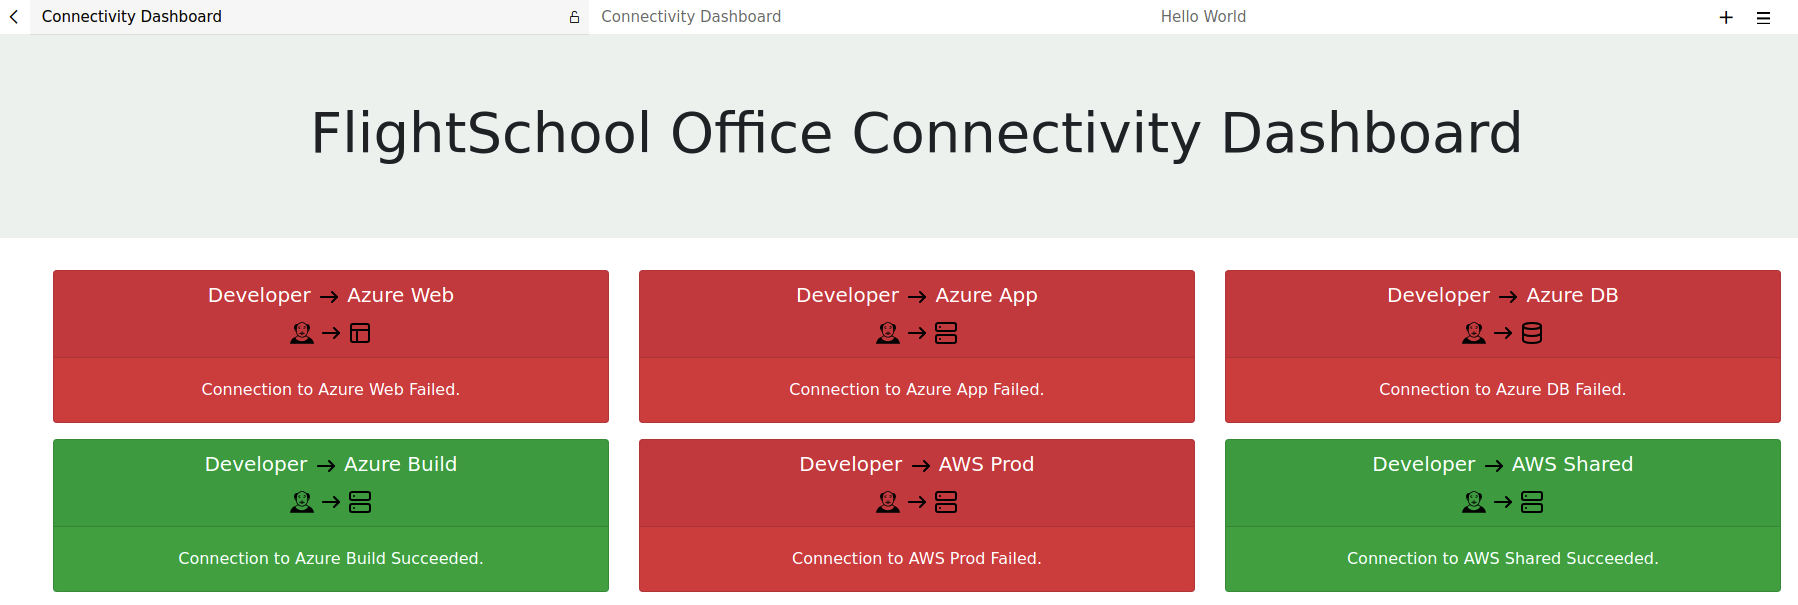 Connectivity Dashboard
Connectivity Dashboard
Hello World
FlightSchool Office Connectivity Dashboard
Developer → Azure Web
Connection to Azure Web Failed.
Developer → Azure App
Connection to Azure App Failed.
Developer → Azure DB
Connection to Azure DB Failed.
Developer → Azure Build
Connection to Azure Build Succeeded.
Developer → AWS Prod
Connection to AWS Prod Failed.
Developer → AWS Shared
Connection to AWS Shared Succeeded.